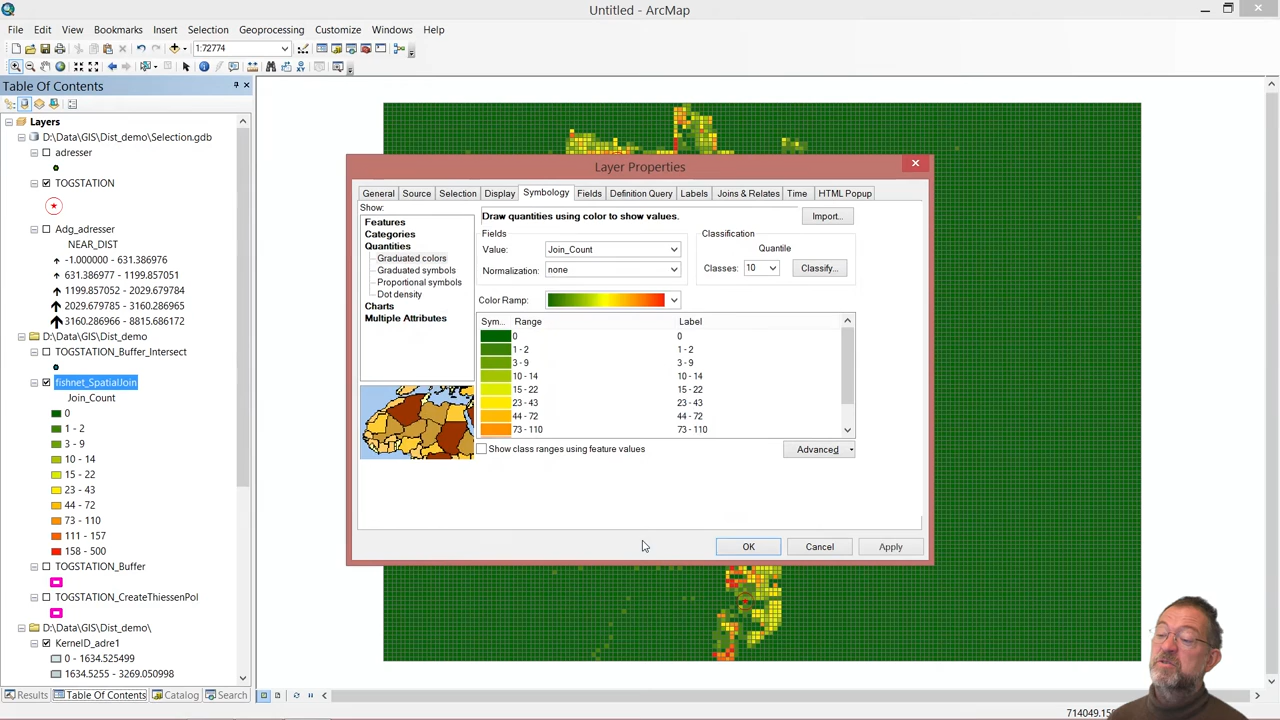 Untitled - ArcMap
File Edit View Bookmarks Insert Selection Geoprocessing Customize Windows Help
1:72774
Table Of Contents
Layers
D:\Data\GIS\Dist_demo\Selection.gdb
adresser
TOGSTATION
Adg_adresser
NEAR_DIST
-1.000000 - 631.386976
631.386977 - 1199.857051
1199.857052 - 2029.679784
2029.679785 - 3160.286965
3160.286966 - 8815.686172
D:\Data\GIS\Dist_demo
TOGSTATION_Buffer_Intersect
fishnet_SpatialJoin
Join_Count
0
1 - 2
3 - 9
10 - 14
15 - 22
23 - 43
44 - 72
73 - 110
111 - 157
158 - 500
TOGSTATION_Buffer
TOGSTATION_CreateThiessenPol
D:\Data\GIS\Dist_demo\
KernelD_adre1
0 - 1634.525499
1634.5255 - 3269.050998
Results Table Of Contents Catalog Search
Layer Properties
General Source Selection Display Symbology Fields Definition Query Labels Joins & Relates Time HTML Popup
Show:
Features
Categories
Quantities
Graduated colors
Graduated symbols
Proportional symbols
Dot density
Charts
Multiple Attributes
Draw quantities using color to show values.
Import...
Fields
Value: Join_Count
Normalization: none
Classification
Quantile
Classes: 10 Classify...
Color Ramp:
Sym... Range Label
0 0
1 - 2 1 - 2
3 - 9 3 - 9
10 - 14 10 - 14
15 - 22 15 - 22
23 - 43 23 - 43
44 - 72 44 - 72
73 - 110 73 - 110
Show class ranges using feature values
Advanced
OK Cancel Apply